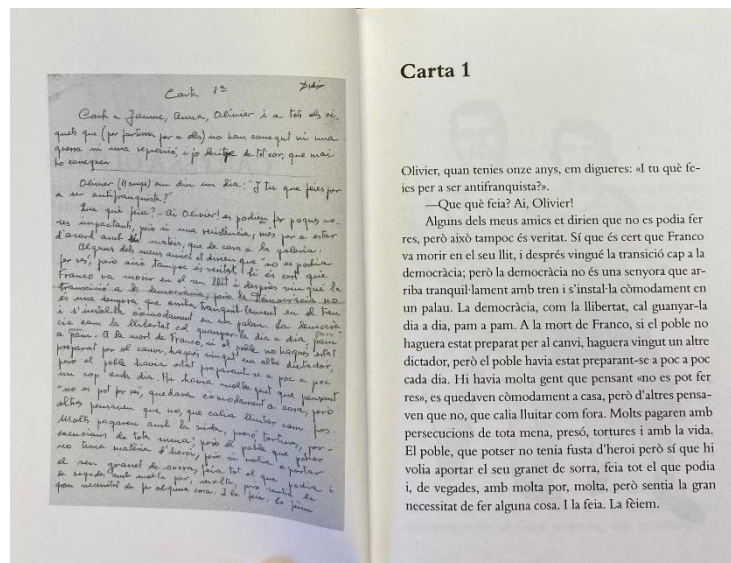 Carta 1ª
Carta a Jaume, Anna, Olivier i a tots els
quals que (per fortuna per a ells) no han conegut ni una
guerra ni una repressió, i jo desitge de tot cor, que mai
ho coneguen
Olivier (11 anys) em diu un dia: "I tu que feies per
a ser antifranquista?"
Que què feia? - Ai Olivier! es podien fer poques co-
ses impactants, però si una resistència, més per a estar
d'acord amb mateix, que de cara a la galeria.
Alguns dels meus amics et dirien que "no es podia
fer res", però això tampoc és veritat. Si és cert que
Franco va morir en el seu llit i després vingué la
transició a la democràcia; però la democràcia no
és una senyora que arriba tranquil·lament en el tren
i s'instal·la còmodament en un palau. La democrà-
cia com la llibertat cal guanyar-la dia a dia, pam
a pam. A la mort de Franco, si el poble no hagués estat
preparat per al canvi, hagués vingut un altre dictador,
però el poble havia estat preparant-se a poc a poc
cada dia. Hi havia molta gent que pensant
"no es pot fer res", quedaven còmodament a casa, però
altres pensaven que no, que calia lluitar com fos
Molts pagaren amb la vida, presó, tortures, per-
secucions de tota mena; però el poble que potser
no tenia matèria d'heroi, però si volia aportar
el seu granet de sorra, feia tot el que podia i
de vegades amb molta por, molta, però sentia la
gran necessitat de fer alguna cosa. I la feia. La fèiem
Carta 1
Olivier, quan tenies onze anys, em digueres: «I tu què fe-
ies per a ser antifranquista?».
—Que què feia? Ai, Olivier!
Alguns dels meus amics et dirien que no es podia fer
res, però això tampoc és veritat. Sí que és cert que Franco
va morir en el seu llit, i després vingué la transició cap a la
democràcia; però la democràcia no és una senyora que ar-
riba tranquil·lament amb tren i s'instal·la còmodament en
un palau. La democràcia, com la llibertat, cal guanyar-la
dia a dia, pam a pam. A la mort de Franco, si el poble no
haguera estat preparat per al canvi, haguera vingut un altre
dictador, però el poble havia estat preparant-se a poc a poc
cada dia. Hi havia molta gent que pensant «no es pot fer
res», es quedaven còmodament a casa, però d'altres pensa-
ven que no, que calia lluitar com fora. Molts pagaren amb
persecucions de tota mena, presó, tortures i amb la vida.
El poble, que potser no tenia fusta d'heroi però sí que hi
volia aportar el seu granet de sorra, feia tot el que podia
i, de vegades, amb molta por, molta, però sentia la gran
necessitat de fer alguna cosa. I la feia. La fèiem.